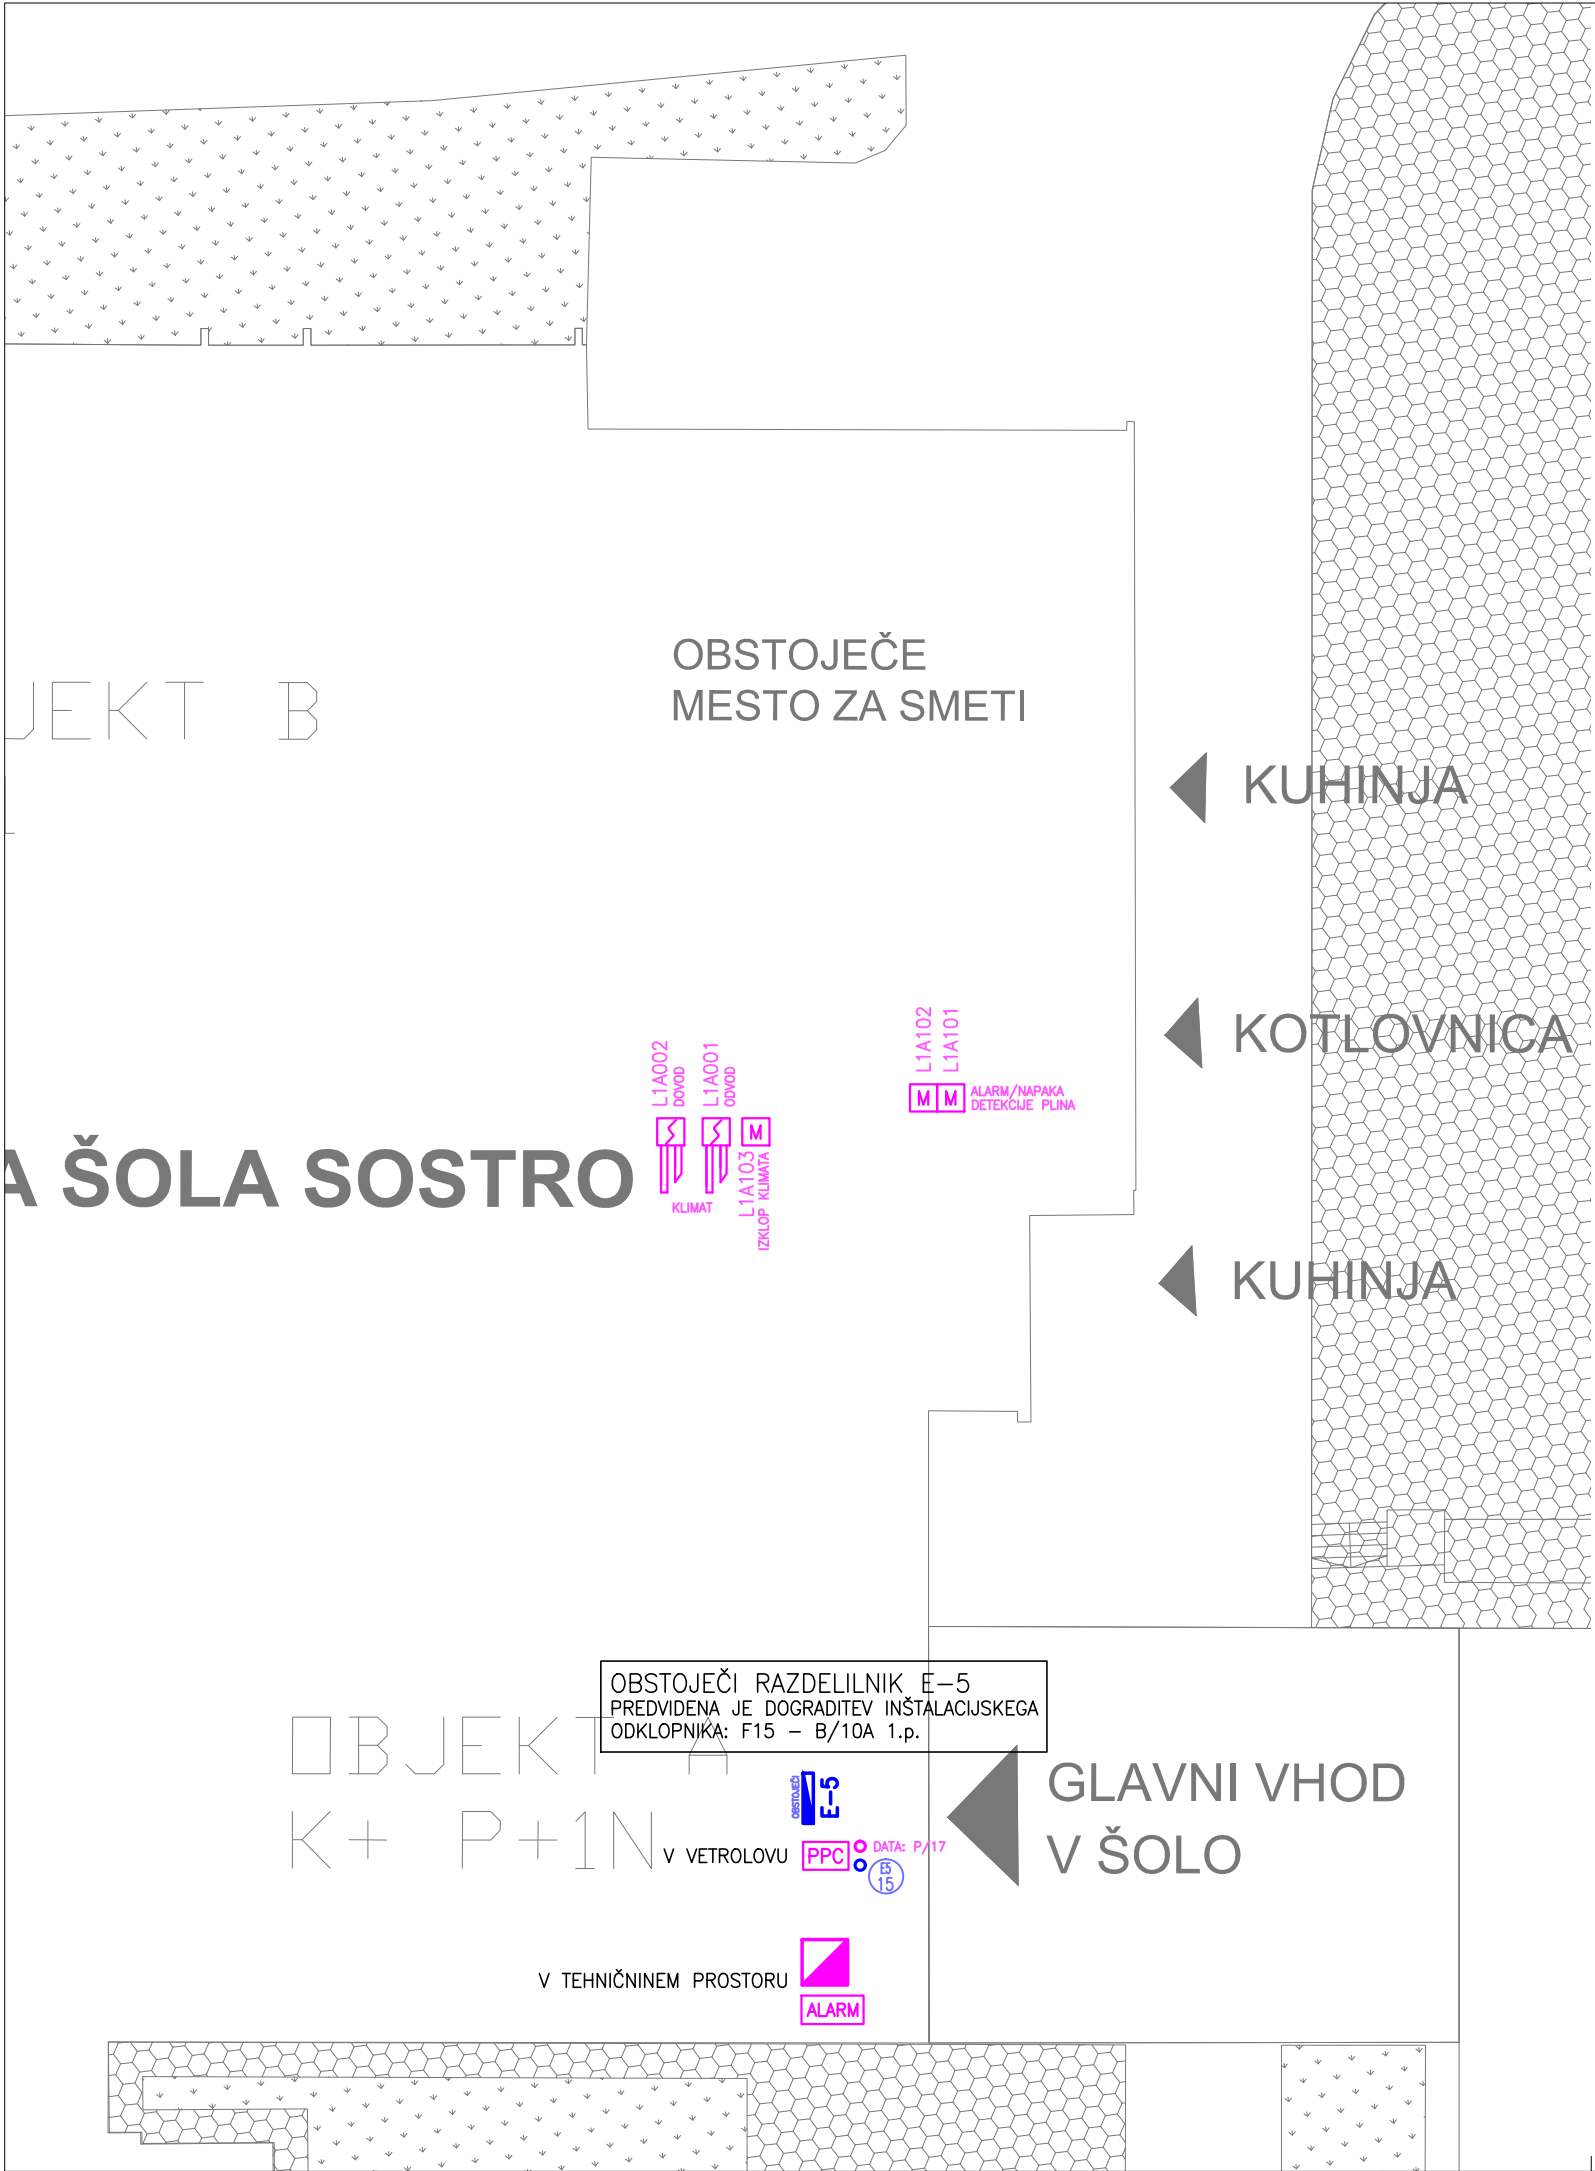 OBSTOJEČE
MESTO ZA SMETI
JEKT B
KUHINJA
KOTLOVNICA
KUHINJA
L1A102
L1A101
M M
ALARM/NAPAKA
DETEKCIJE PLINA
L1A002
DOVOD
L1A001
ODVOD
M
L1A103
IZKLOP KLIMATA
KLIMAT
A ŠOLA SOSTRO
OBSTOJEČI RAZDELILNIK E-5
PREDVIDENA JE DOGRADITEV INŠTALACIJSKEGA
ODKLOPNIKA: F15 - B/10A 1.p.
OBJEKT A
K+ P+1N
OBSTOJEČI
E-5
GLAVNI VHOD
V ŠOLO
V VETROLOVU
PPC
DATA: P/17
E5
15
V TEHNIČNINEM PROSTORU
ALARM